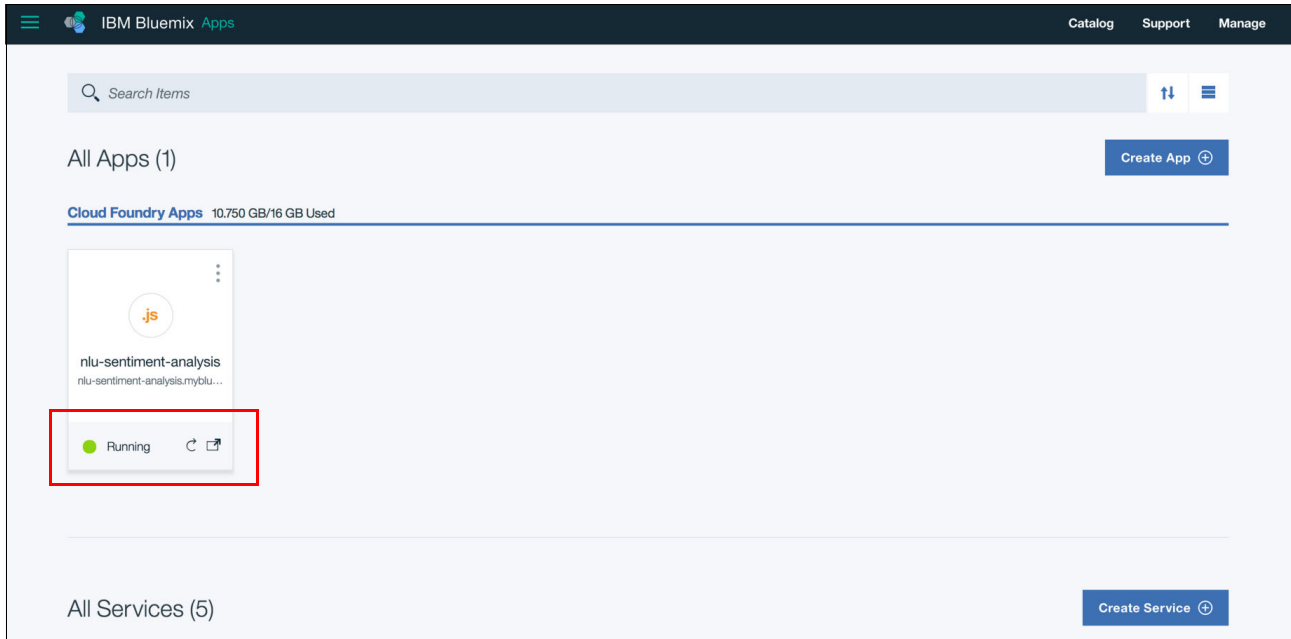 IBM Bluemix Apps Catalog Support Manage
Search Items
All Apps (1) Create App
Cloud Foundry Apps 10.750 GB/16 GB Used
.js
nlu-sentiment-analysis
nlu-sentiment-analysis.myblu...
Running
All Services (5) Create Service